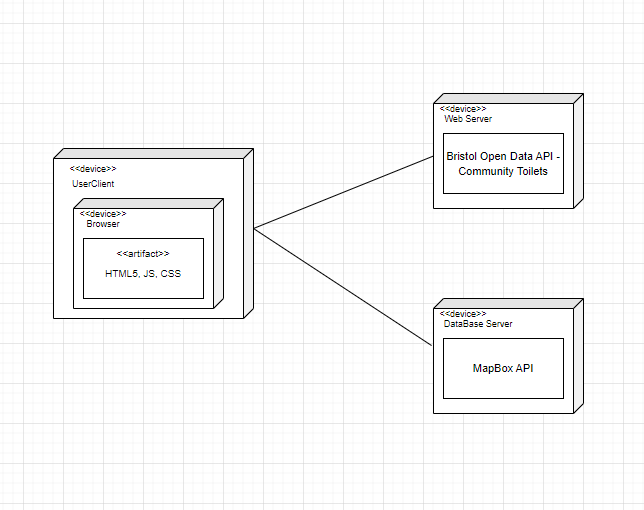 <<device>>
UserClient
<<device>>
Browser
<<artifact>>
HTML5, JS, CSS
<<device>>
Web Server
Bristol Open Data API -
Community Toilets
<<device>>
DataBase Server
MapBox API